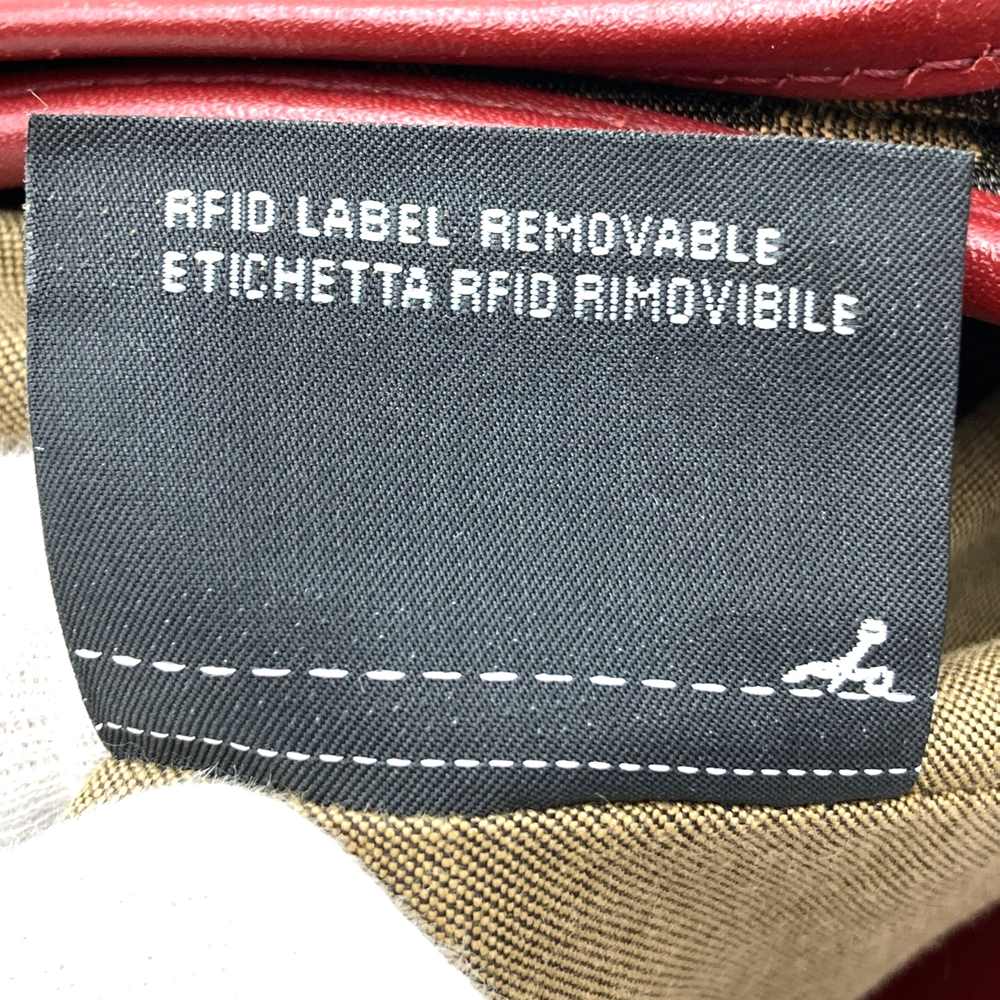 RFID LABEL REMOVABLE
ETICHETTA RFID RIMOVIBILE